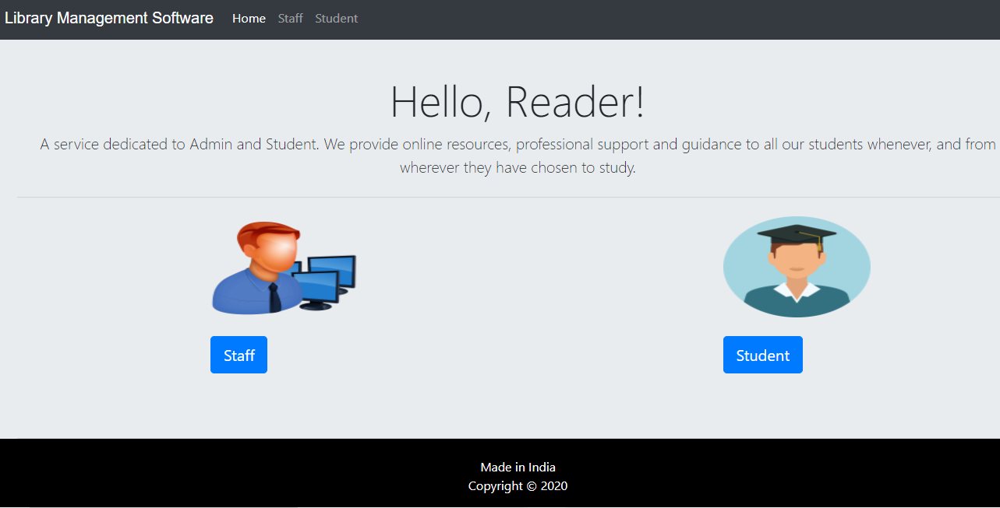 Library Management Software Home Staff Student
Hello, Reader!
A service dedicated to Admin and Student. We provide online resources, professional support and guidance to all our students whenever, and from
wherever they have chosen to study.
Staff
Student
Made in India
Copyright © 2020